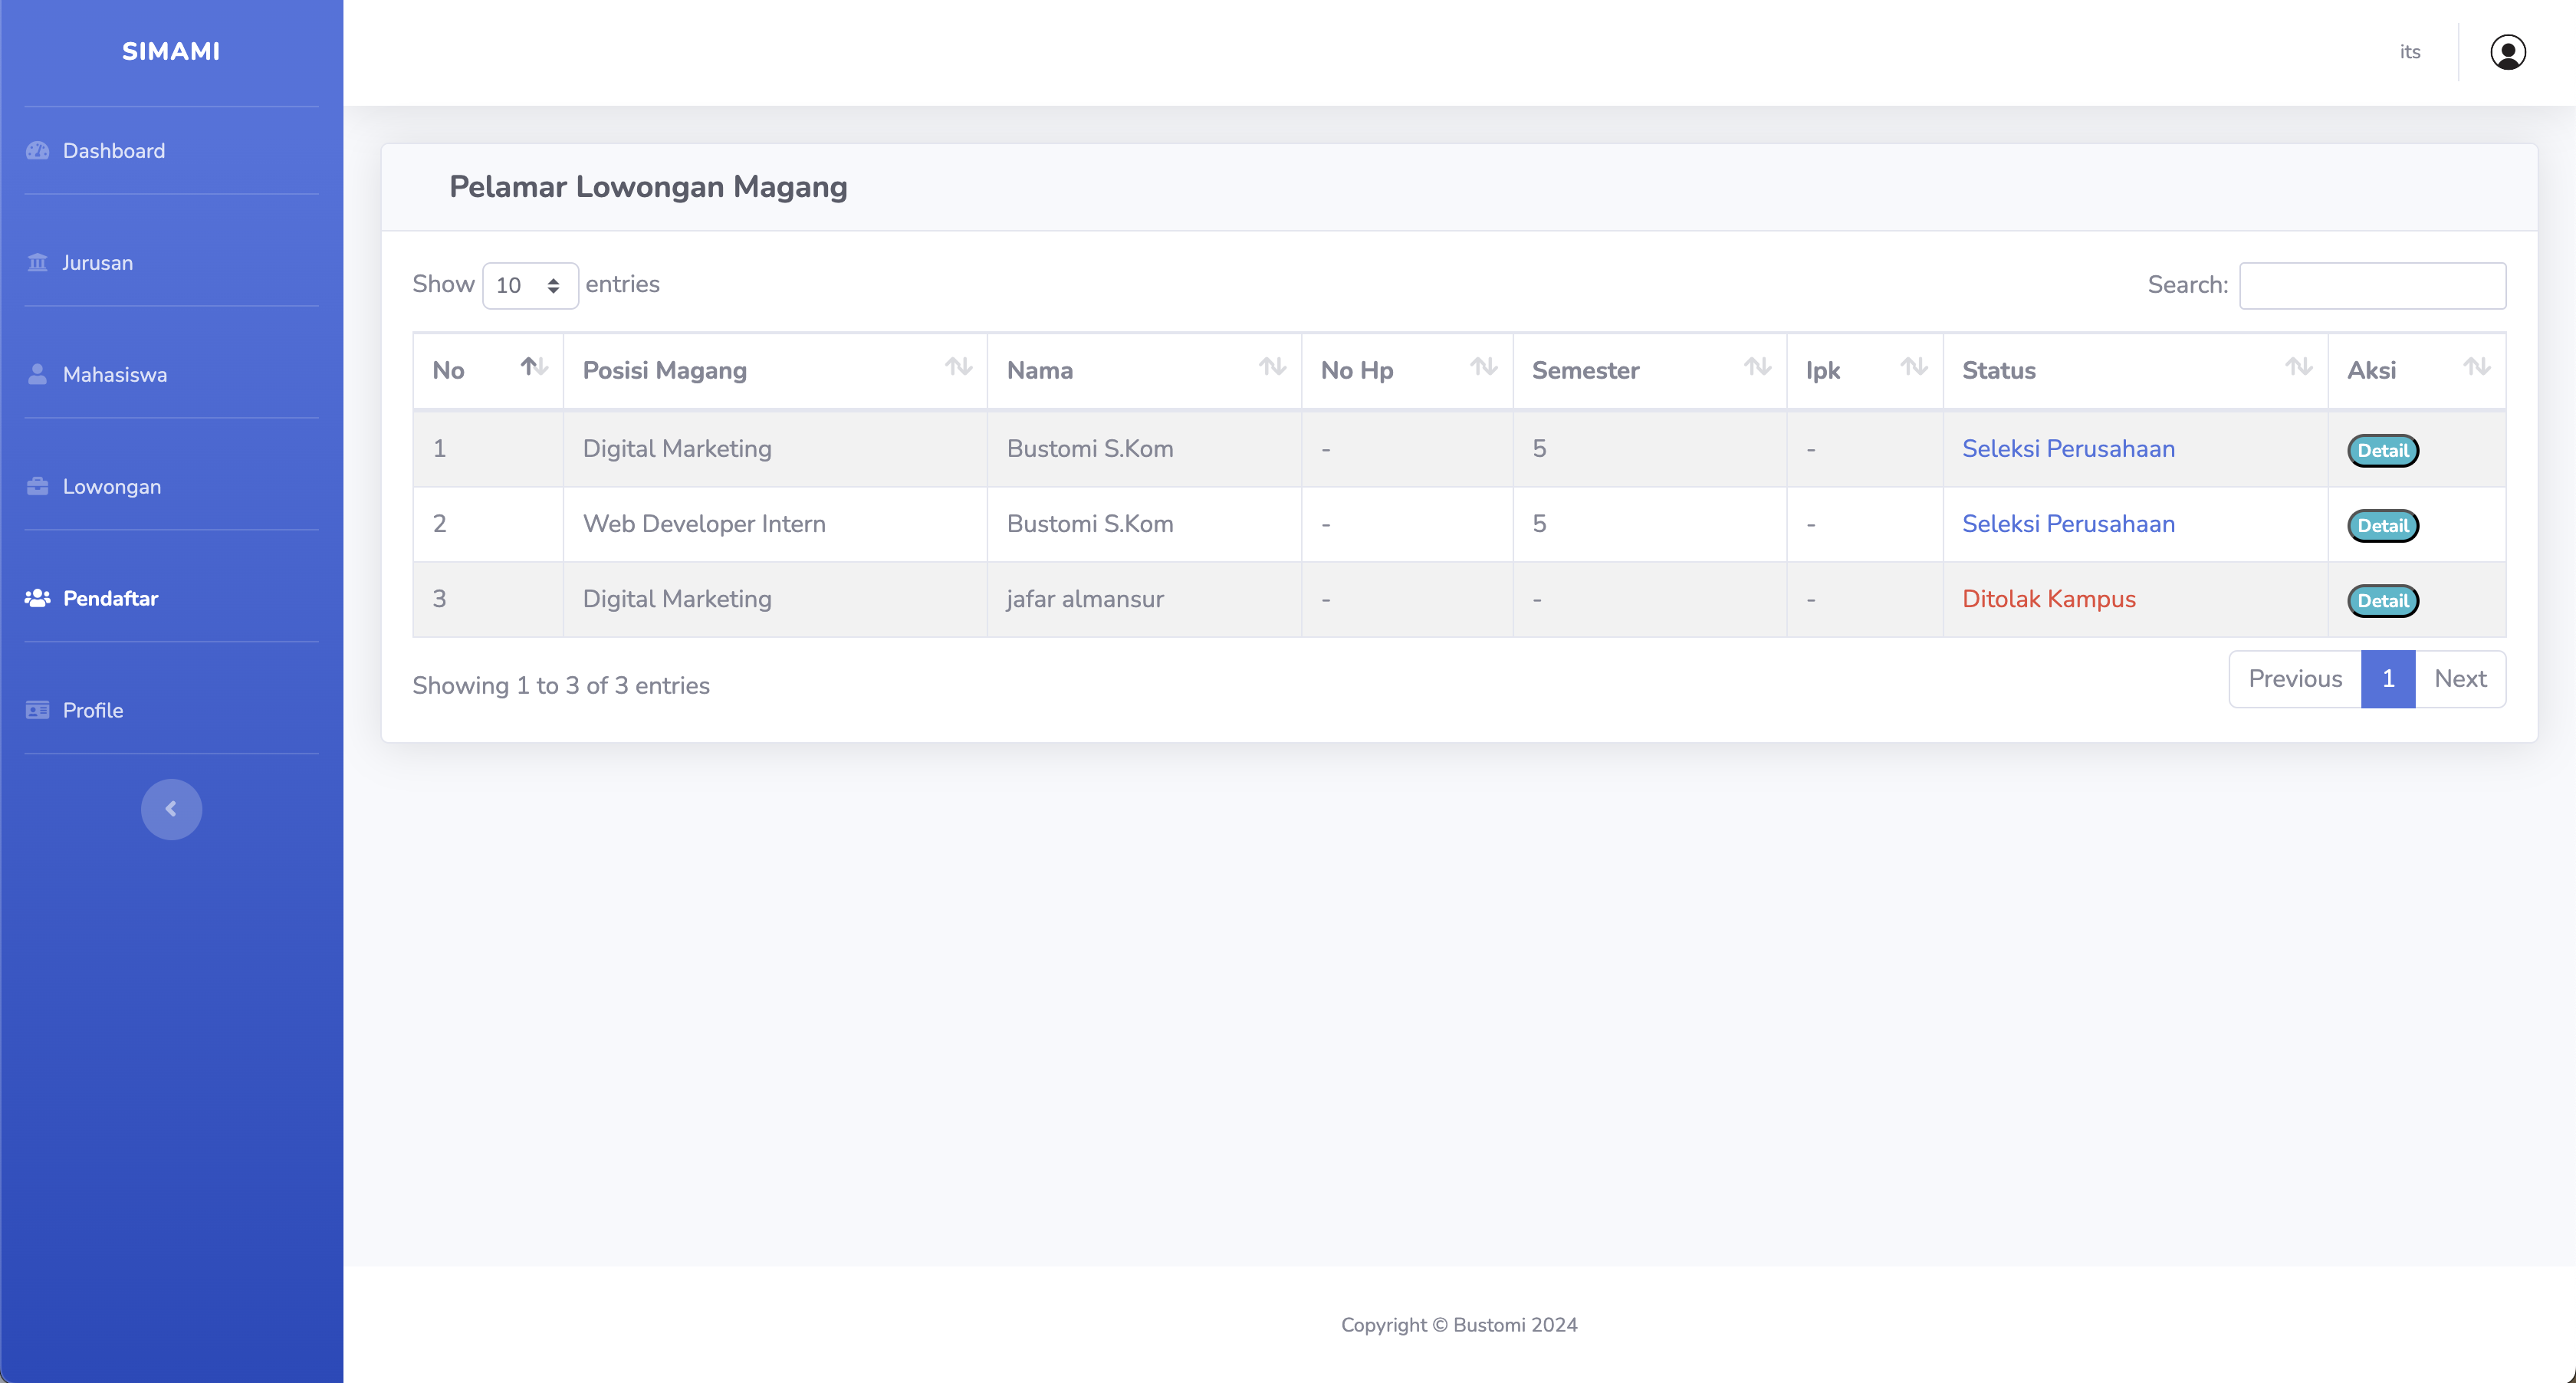 SIMAMI
its
Dashboard
Jurusan
Mahasiswa
Lowongan
Pendaftar
Profile
Pelamar Lowongan Magang
Show 10 entries
Search:
No Posisi Magang Nama No Hp Semester Ipk Status Aksi
1 Digital Marketing Bustomi S.Kom - 5 - Seleksi Perusahaan Detail
2 Web Developer Intern Bustomi S.Kom - 5 - Seleksi Perusahaan Detail
3 Digital Marketing jafar almansur - - - Ditolak Kampus Detail
Showing 1 to 3 of 3 entries
Previous 1 Next
Copyright © Bustomi 2024